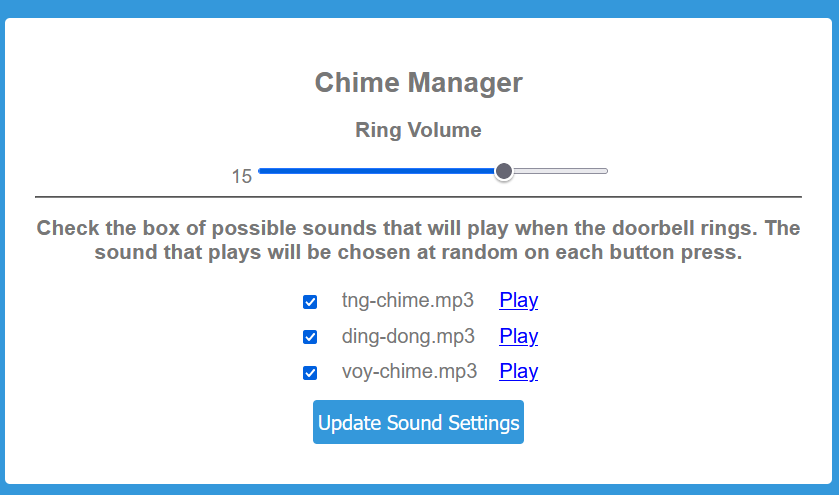 Chime Manager
Ring Volume
15
Check the box of possible sounds that will play when the doorbell rings. The
sound that plays will be chosen at random on each button press.
tng-chime.mp3 Play
ding-dong.mp3 Play
voy-chime.mp3 Play
Update Sound Settings